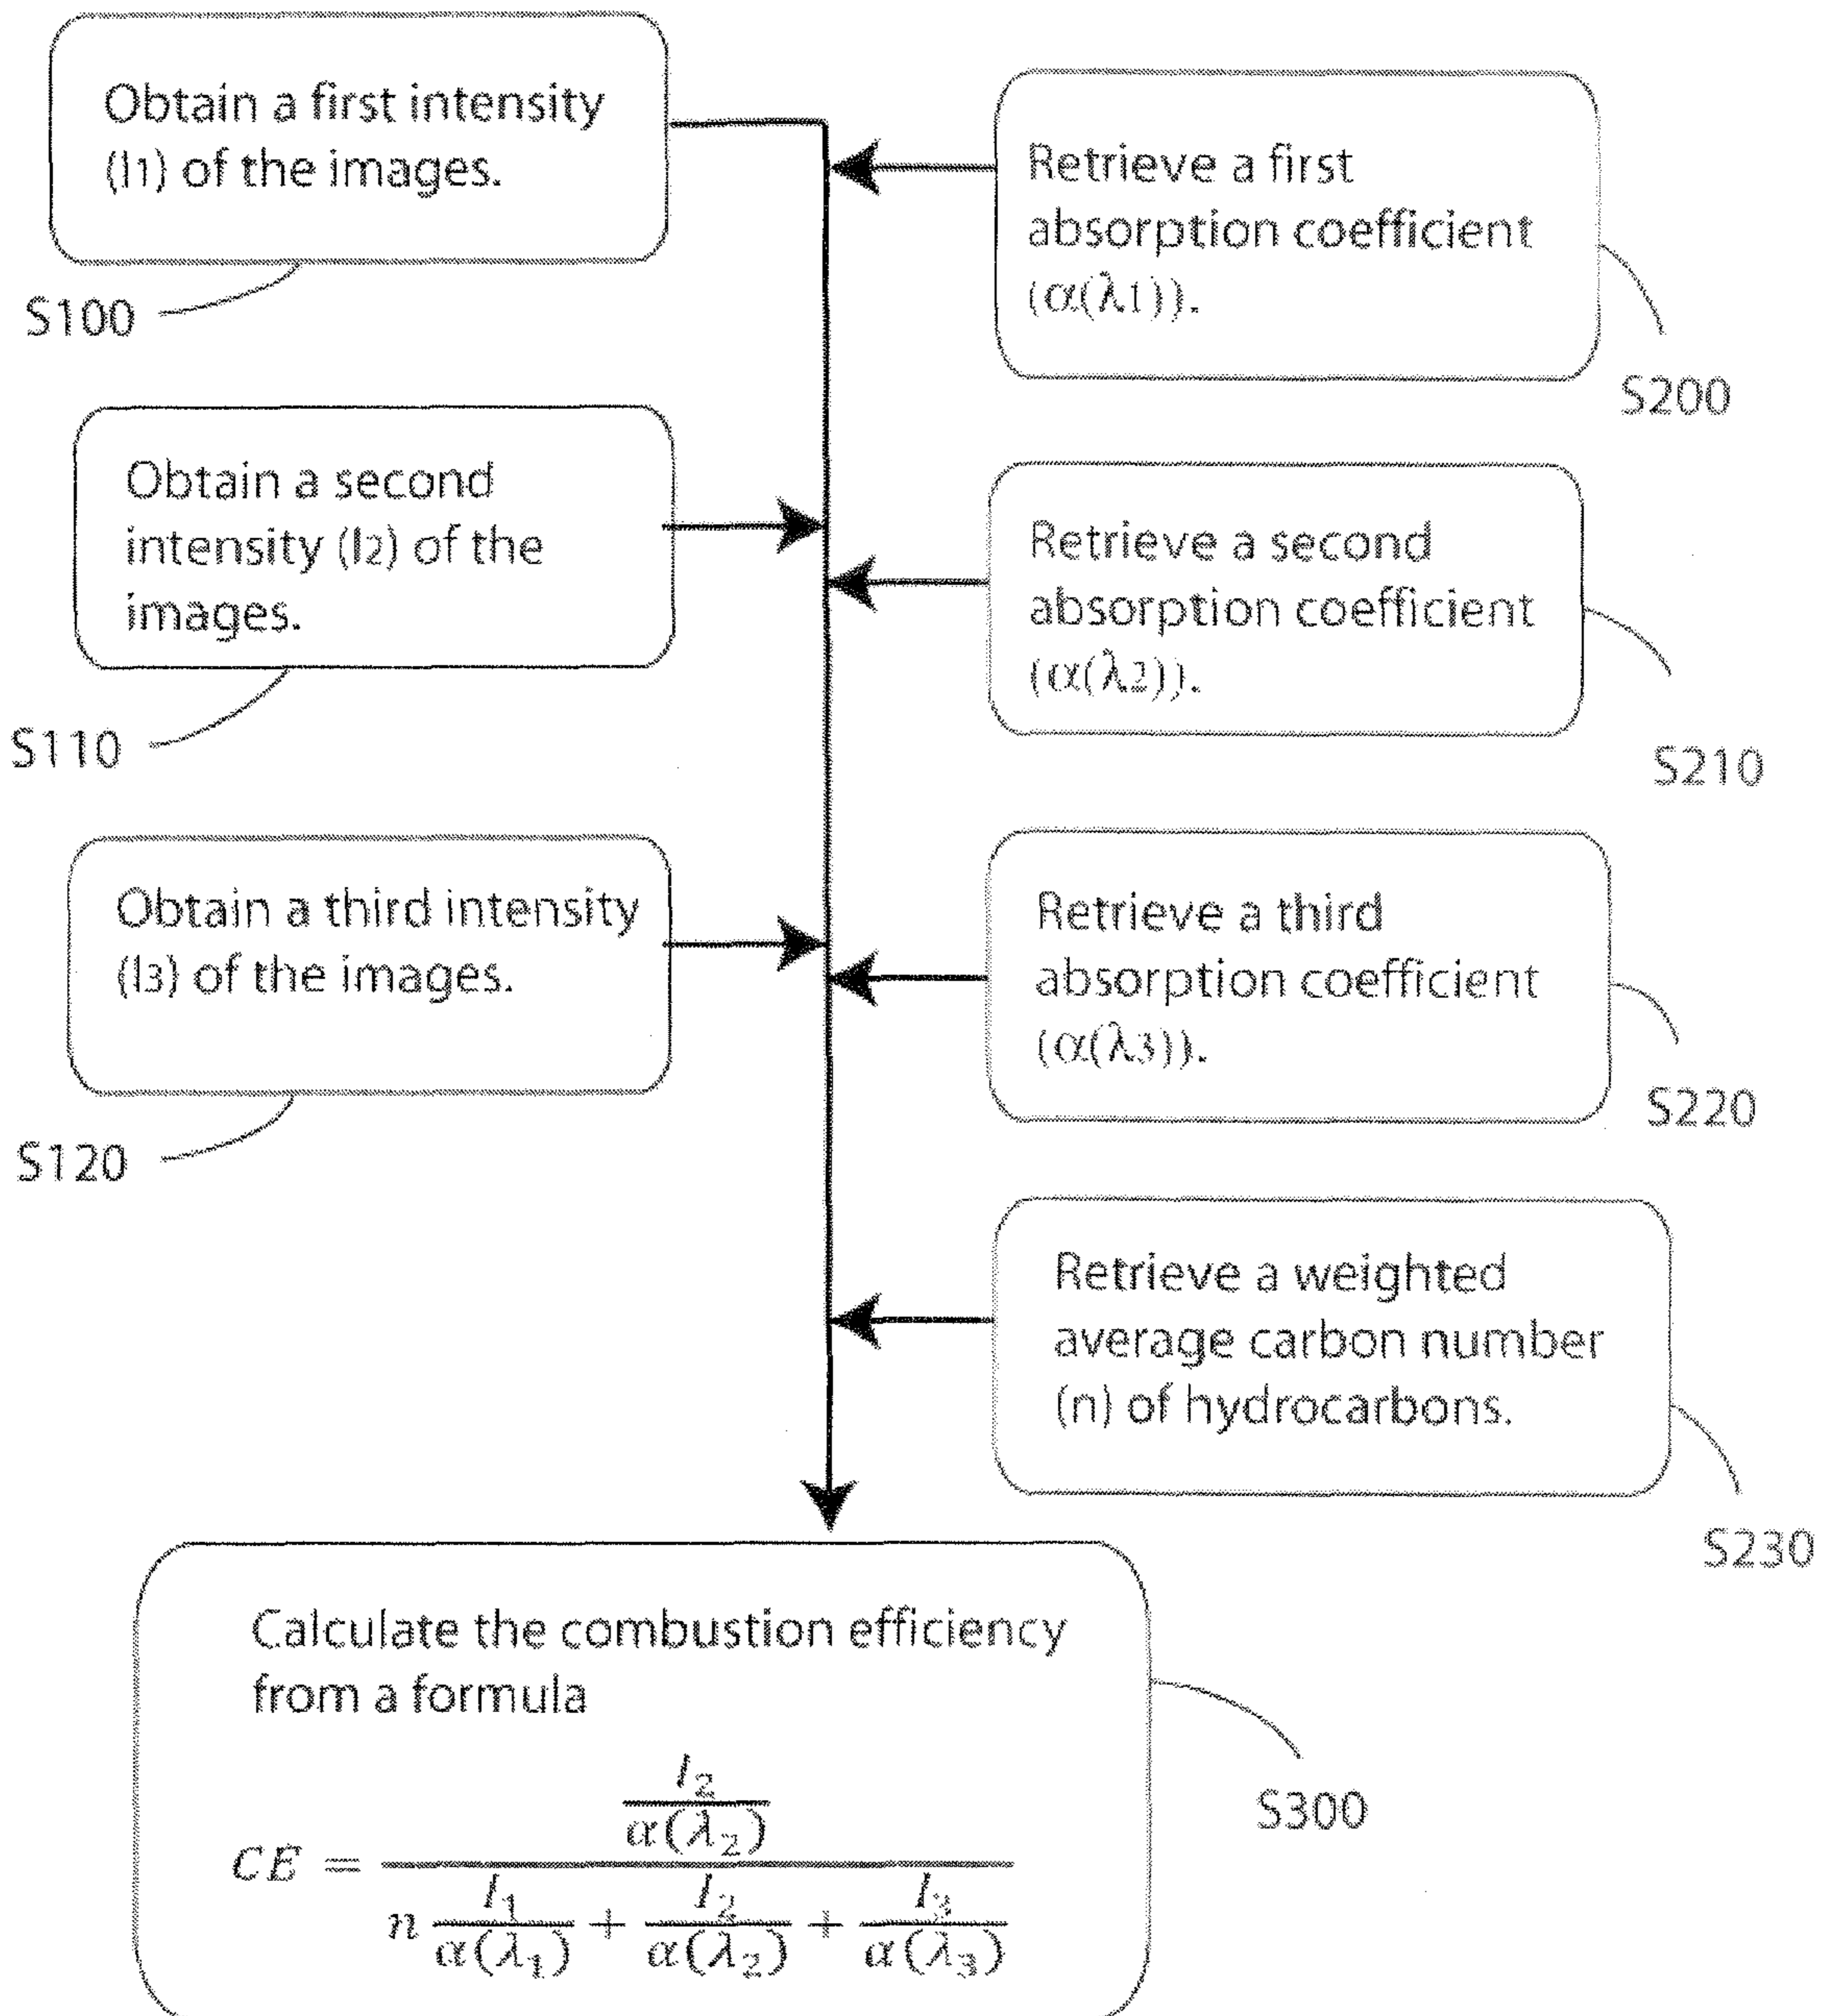 Obtain a first intensity
(I1) of the images.
S100
Retrieve a first
absorption coefficient
(α(λ1)).
S200
Obtain a second
intensity (I2) of the
images.
S110
Retrieve a second
absorption coefficient
(α(λ2)).
S210
Obtain a third intensity
(I3) of the images.
S120
Retrieve a third
absorption coefficient
(α(λ3)).
S220
Retrieve a weighted
average carbon number
(n) of hydrocarbons.
S230
Calculate the combustion efficiency
from a formula
I₂
α(λ₂)
CE =
I₁ I₂ I₃
n + +
α(λ₁) α(λ₂) α(λ₃)
S300